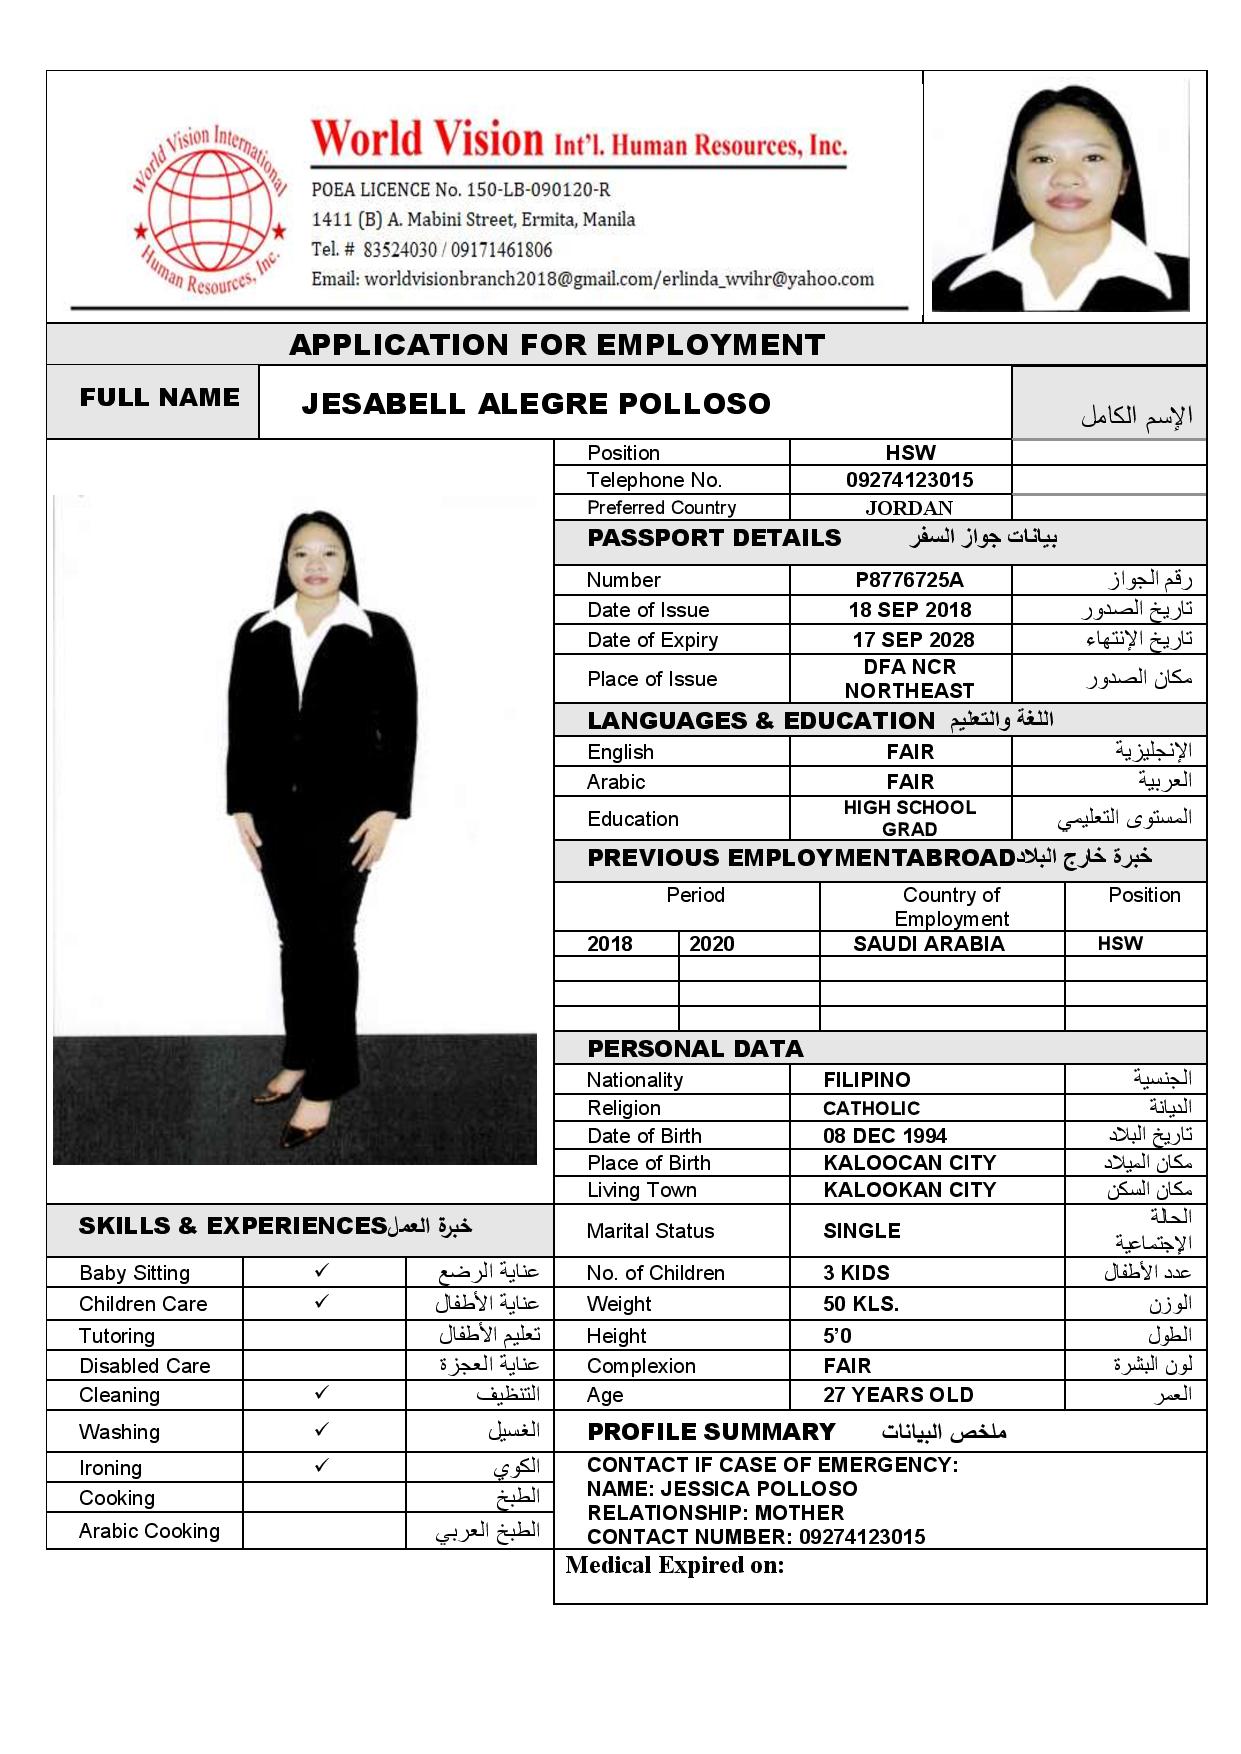 World Vision International
Human Resources, Inc.
World Vision Int'l. Human Resources, Inc.
POEA LICENCE No. 150-LB-090120-R
1411 (B) A. Mabini Street, Ermita, Manila
Tel. # 83524030 / 09171461806
Email: worldvisionbranch2018@gmail.com/erlinda_wvihr@yahoo.com
APPLICATION FOR EMPLOYMENT
FULL NAME JESABELL ALEGRE POLLOSO الإسم الكامل
Position HSW
Telephone No. 09274123015
Preferred Country JORDAN
PASSPORT DETAILS بيانات جواز السفر
Number P8776725A رقم الجواز
Date of Issue 18 SEP 2018 تاريخ الصدور
Date of Expiry 17 SEP 2028 تاريخ الإنتهاء
Place of Issue DFA NCR NORTHEAST مكان الصدور
LANGUAGES & EDUCATION اللغة والتعليم
English FAIR الإنجليزية
Arabic FAIR العربية
Education HIGH SCHOOL GRAD المستوى التعليمي
PREVIOUS EMPLOYMENTABROAD خبرة خارج البلاد
Period Country of Employment Position
2018 2020 SAUDI ARABIA HSW
PERSONAL DATA
Nationality FILIPINO الجنسية
Religion CATHOLIC الديانة
Date of Birth 08 DEC 1994 تاريخ البلاد
Place of Birth KALOOCAN CITY مكان الميلاد
Living Town KALOOKAN CITY مكان السكن
Marital Status SINGLE الحالة الإجتماعية
No. of Children 3 KIDS عدد الأطفال
Weight 50 KLS. الوزن
Height 5'0 الطول
Complexion FAIR لون البشرة
Age 27 YEARS OLD العمر
SKILLS & EXPERIENCES خبرة العمل
Baby Sitting ✓ عناية الرضع
Children Care ✓ عناية الأطفال
Tutoring تعليم الأطفال
Disabled Care عناية العجزة
Cleaning ✓ التنظيف
Washing ✓ الغسيل
Ironing ✓ الكوي
Cooking الطبخ
Arabic Cooking الطبخ العربي
PROFILE SUMMARY ملخص البيانات
CONTACT IF CASE OF EMERGENCY:
NAME: JESSICA POLLOSO
RELATIONSHIP: MOTHER
CONTACT NUMBER: 09274123015
Medical Expired on: